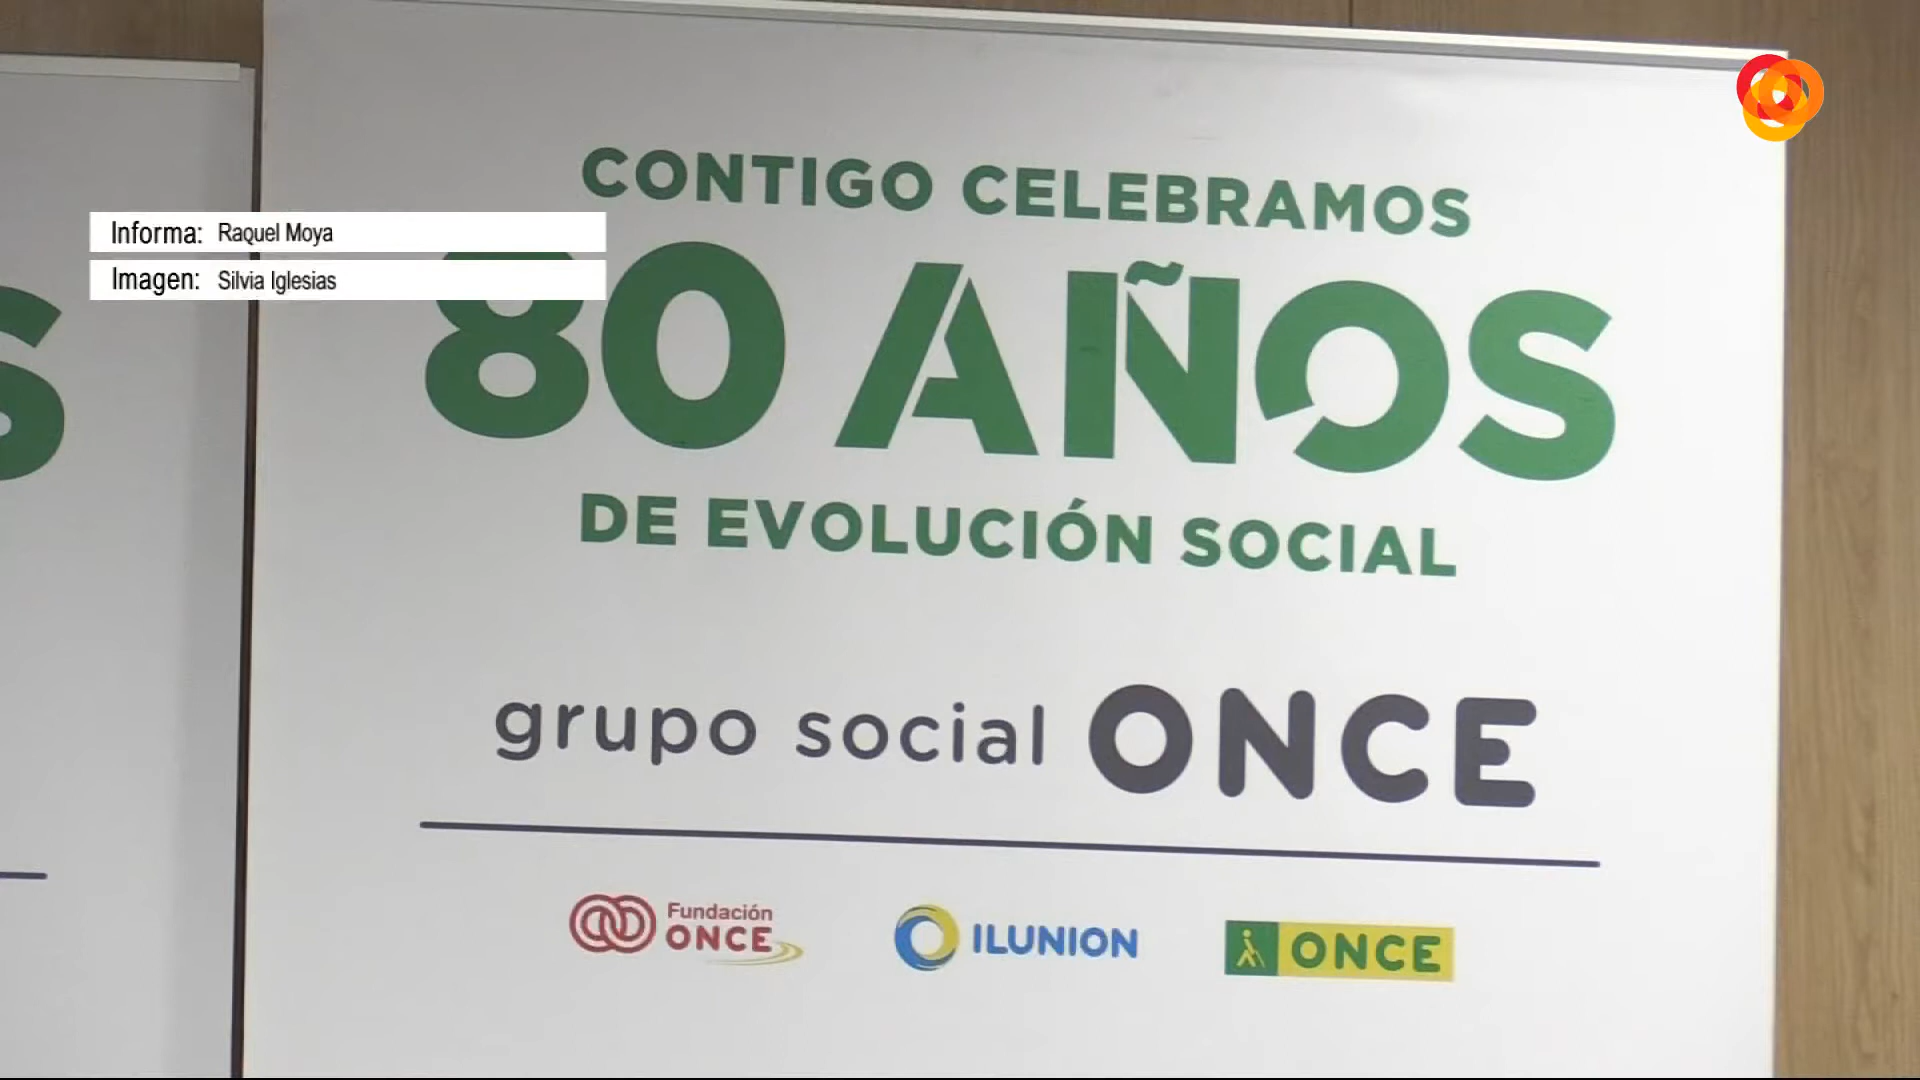 Informa: Raquel Moya
Imagen: Silvia Iglesias
CONTIGO CELEBRAMOS
80 AÑOS
DE EVOLUCIÓN SOCIAL
grupo social ONCE
Fundación
ONCE
ILUNION
ONCE
S